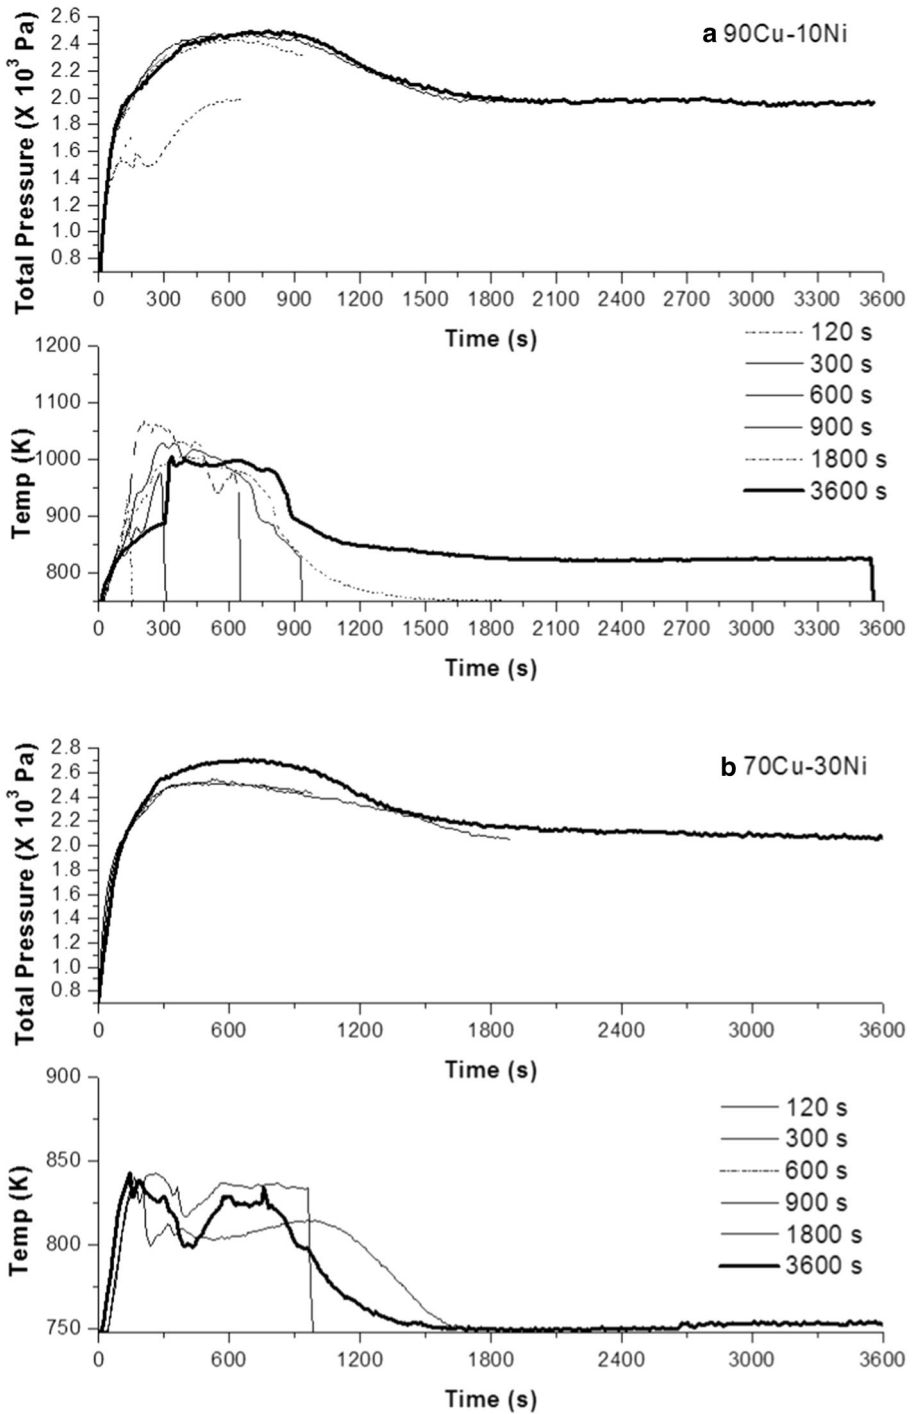 a 90Cu-10Ni
Total Pressure (X 10³ Pa)
2.6
2.4
2.2
2.0
1.8
1.6
1.4
1.2
1.0
0.8
0 300 600 900 1200 1500 1800 2100 2400 2700 3000 3300 3600
Time (s)
Temp (K)
1200
1100
1000
900
800
120 s
300 s
600 s
900 s
1800 s
3600 s
0 300 600 900 1200 1500 1800 2100 2400 2700 3000 3300 3600
Time (s)
b 70Cu-30Ni
Total Pressure (X 10³ Pa)
2.8
2.6
2.4
2.2
2.0
1.8
1.6
1.4
1.2
1.0
0.8
0 600 1200 1800 2400 3000 3600
Time (s)
Temp (K)
900
850
800
750
120 s
300 s
600 s
900 s
1800 s
3600 s
0 600 1200 1800 2400 3000 3600
Time (s)